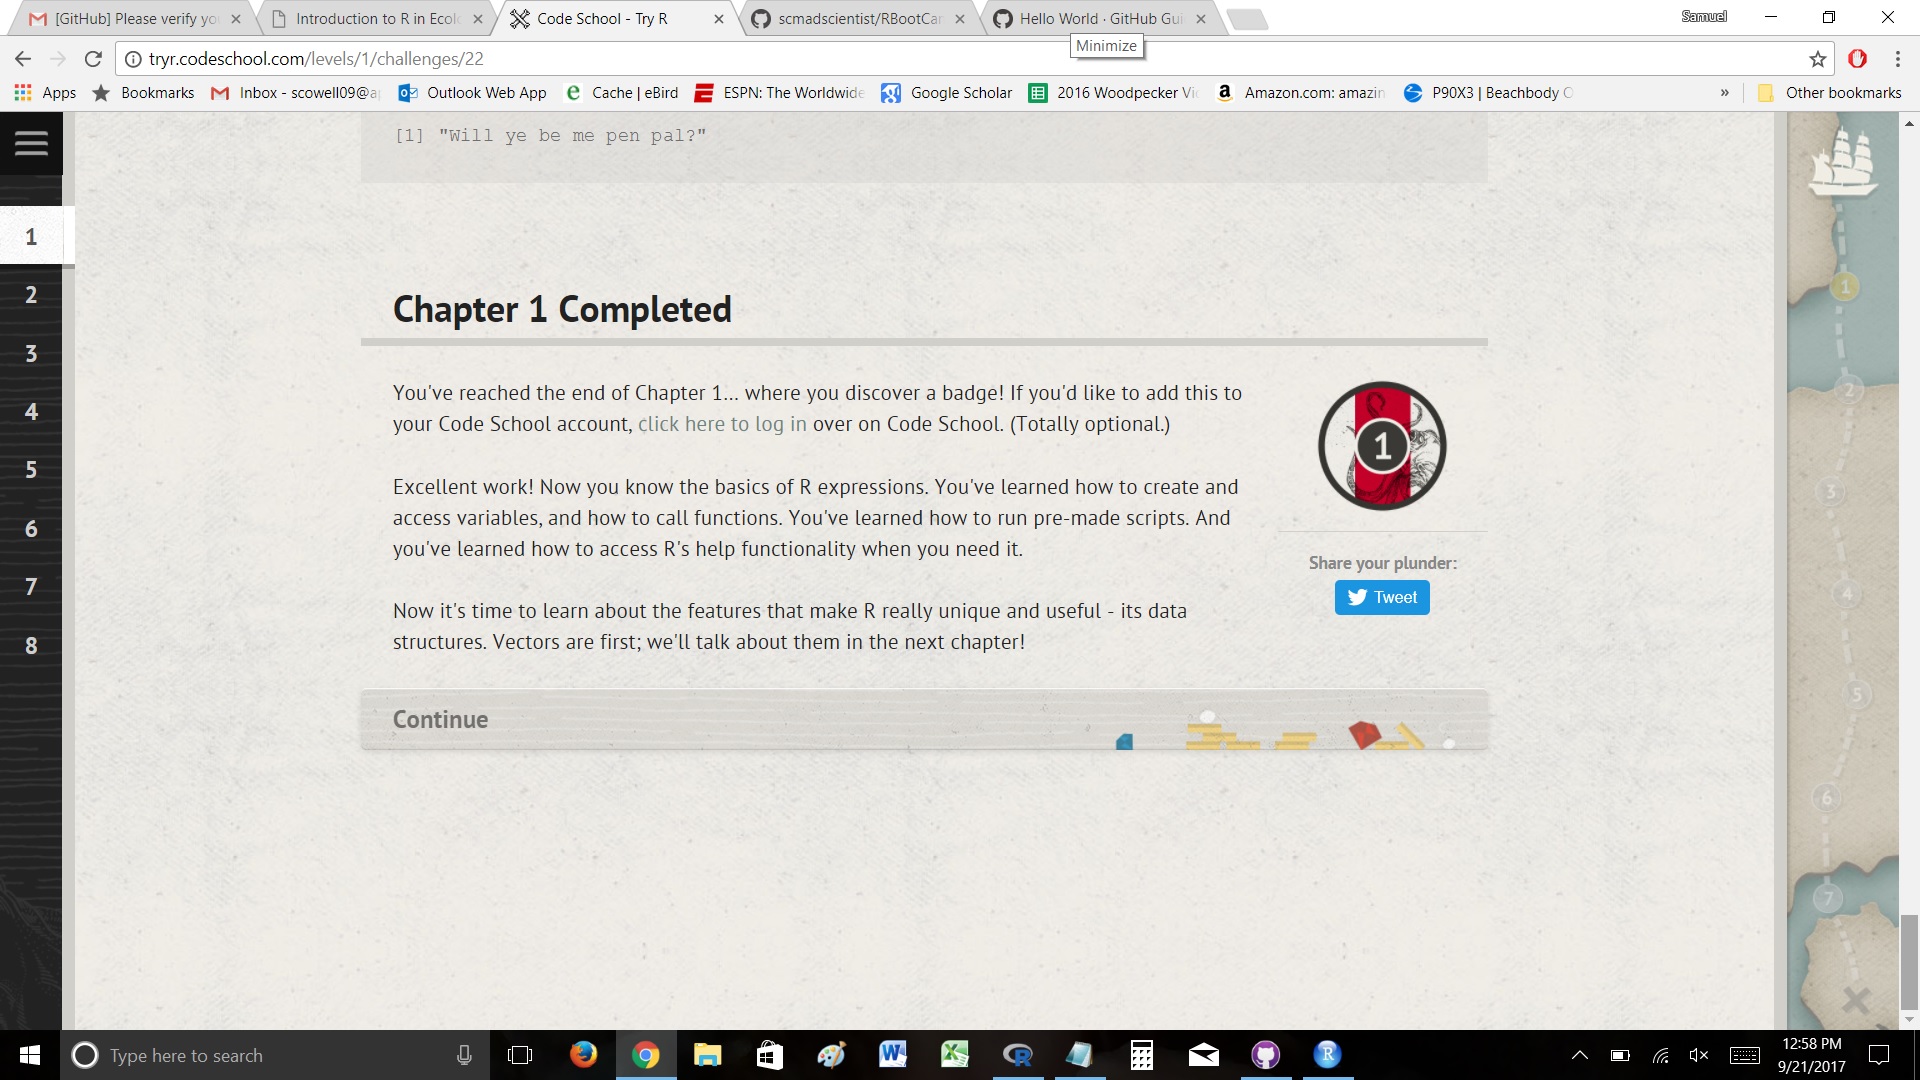 [GitHub] Please verify yo
Introduction to R in Ecol
Code School - Try R
scmadscientist/RBootCar
Hello World · GitHub Gui
Samuel
Minimize
tryr.codeschool.com/levels/1/challenges/22
Apps
Bookmarks
Inbox - scowell09@a
Outlook Web App
Cache | eBird
ESPN: The Worldwide
Google Scholar
2016 Woodpecker Vi
Amazon.com: amazin
P90X3 | Beachbody O
»
Other bookmarks
[1] "Will ye be me pen pal?"
1
2
3
4
5
6
7
8
Chapter 1 Completed
You've reached the end of Chapter 1... where you discover a badge! If you'd like to add this to
your Code School account, click here to log in over on Code School. (Totally optional.)
Excellent work! Now you know the basics of R expressions. You've learned how to create and
access variables, and how to call functions. You've learned how to run pre-made scripts. And
you've learned how to access R's help functionality when you need it.
Now it's time to learn about the features that make R really unique and useful - its data
structures. Vectors are first; we'll talk about them in the next chapter!
1
Share your plunder:
Tweet
Continue
1
2
3
4
5
6
7
Type here to search
12:58 PM
9/21/2017